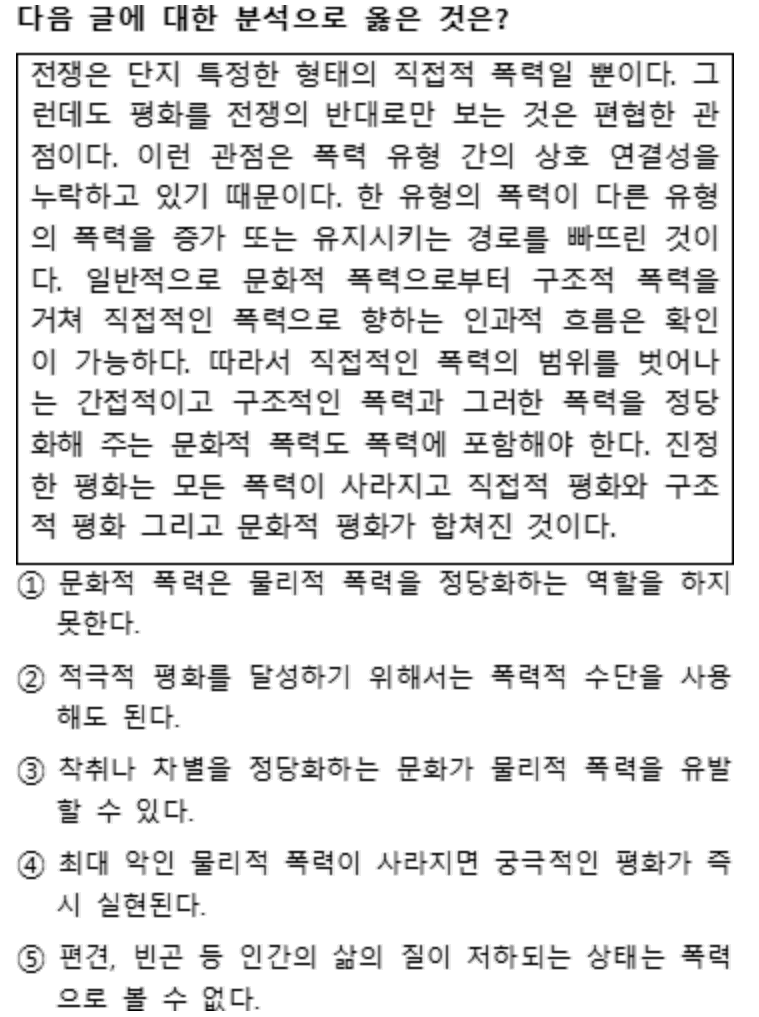 다음 글에 대한 분석으로 옳은 것은?
전쟁은 단지 특정한 형태의 직접적 폭력일 뿐이다. 그
런데도 평화를 전쟁의 반대로만 보는 것은 편협한 관
점이다. 이런 관점은 폭력 유형 간의 상호 연결성을
누락하고 있기 때문이다. 한 유형의 폭력이 다른 유형
의 폭력을 증가 또는 유지시키는 경로를 빠뜨린 것이
다. 일반적으로 문화적 폭력으로부터 구조적 폭력을
거쳐 직접적인 폭력으로 향하는 인과적 흐름은 확인
이 가능하다. 따라서 직접적인 폭력의 범위를 벗어나
는 간접적이고 구조적인 폭력과 그러한 폭력을 정당
화해 주는 문화적 폭력도 폭력에 포함해야 한다. 진정
한 평화는 모든 폭력이 사라지고 직접적 평화와 구조
적 평화 그리고 문화적 평화가 합쳐진 것이다.
① 문화적 폭력은 물리적 폭력을 정당화하는 역할을 하지
못한다.
② 적극적 평화를 달성하기 위해서는 폭력적 수단을 사용
해도 된다.
③ 착취나 차별을 정당화하는 문화가 물리적 폭력을 유발
할 수 있다.
④ 최대 악인 물리적 폭력이 사라지면 궁극적인 평화가 즉
시 실현된다.
⑤ 편견, 빈곤 등 인간의 삶의 질이 저하되는 상태는 폭력
으로 볼 수 없다.